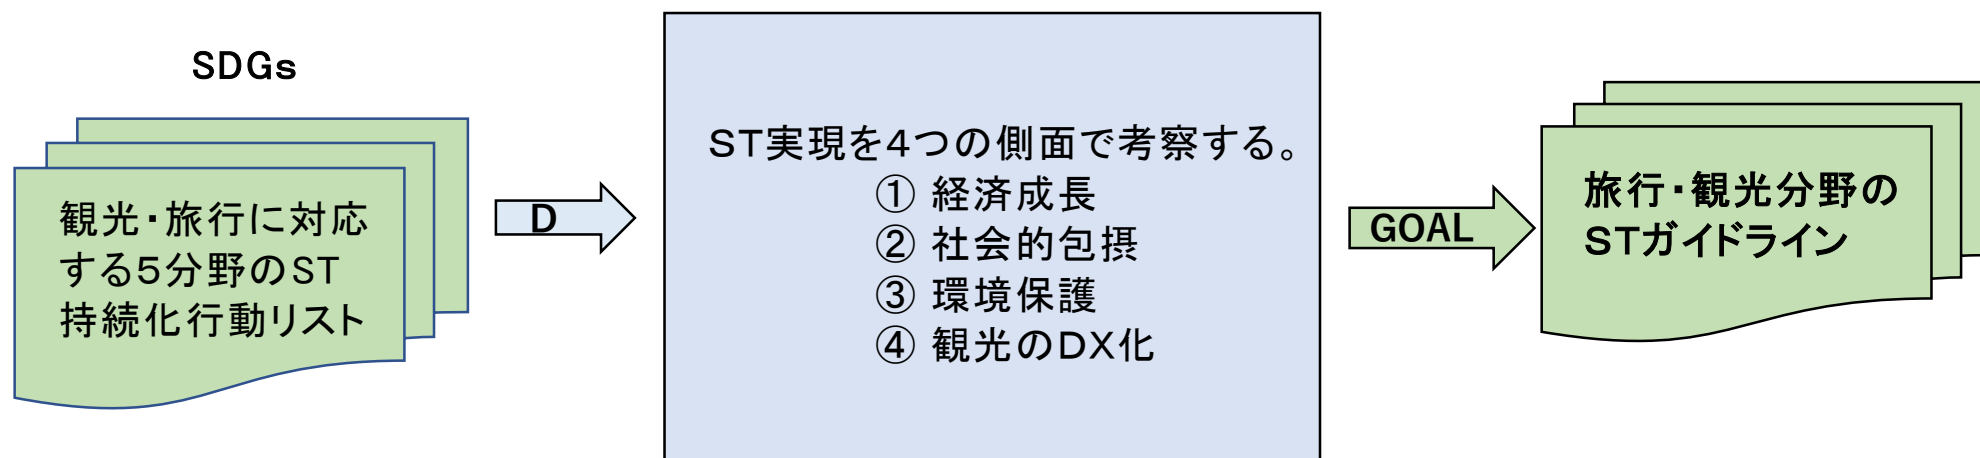 SDGs
観光・旅行に対応
する5分野のST
持続化行動リスト
D
ST実現を4つの側面で考察する。
① 経済成長
② 社会的包摂
③ 環境保護
④ 観光のDX化
GOAL
旅行・観光分野の
STガイドライン